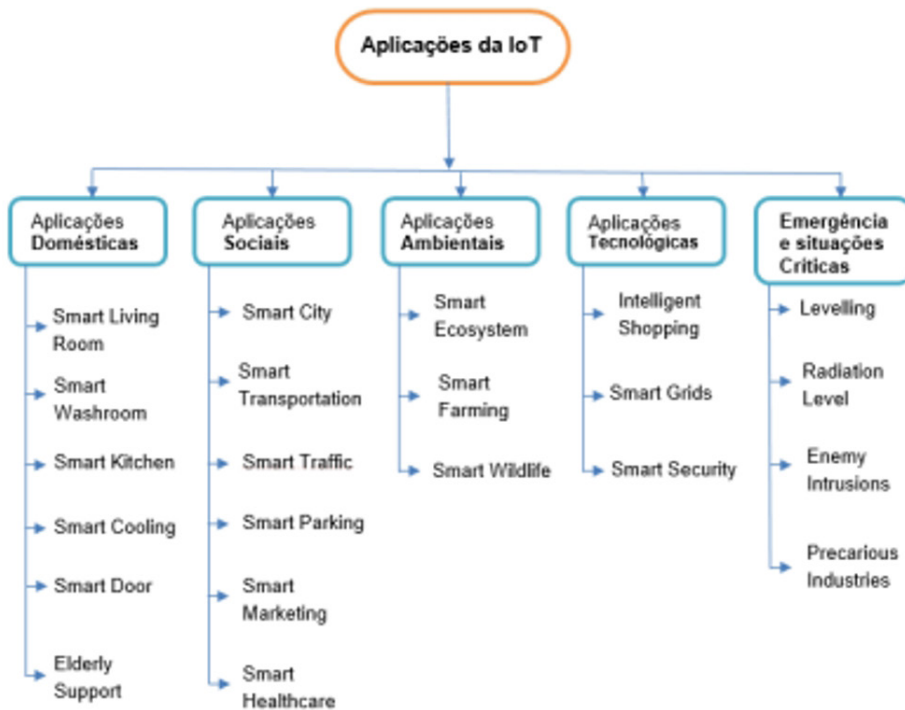 Aplicações da IoT
Aplicações
Domésticas
Smart Living
Room
Smart
Washroom
Smart Kitchen
Smart Cooling
Smart Door
Elderly
Support
Aplicações
Sociais
Smart City
Smart
Transportation
Smart Traffic
Smart Parking
Smart
Marketing
Smart
Healthcare
Aplicações
Ambientais
Smart
Ecosystem
Smart
Farming
Smart Wildlife
Aplicações
Tecnológicas
Intelligent
Shopping
Smart Grids
Smart Security
Emergência
e situações
Críticas
Levelling
Radiation
Level
Enemy
Intrusions
Precarious
Industries